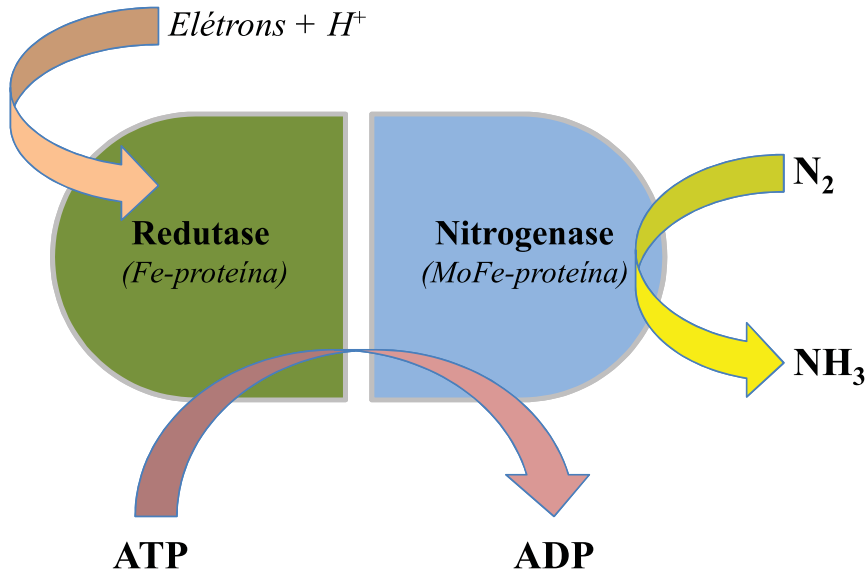 Elétrons + H⁺
Redutase
(Fe-proteína)
Nitrogenase
(MoFe-proteína)
N₂
NH₃
ATP
ADP